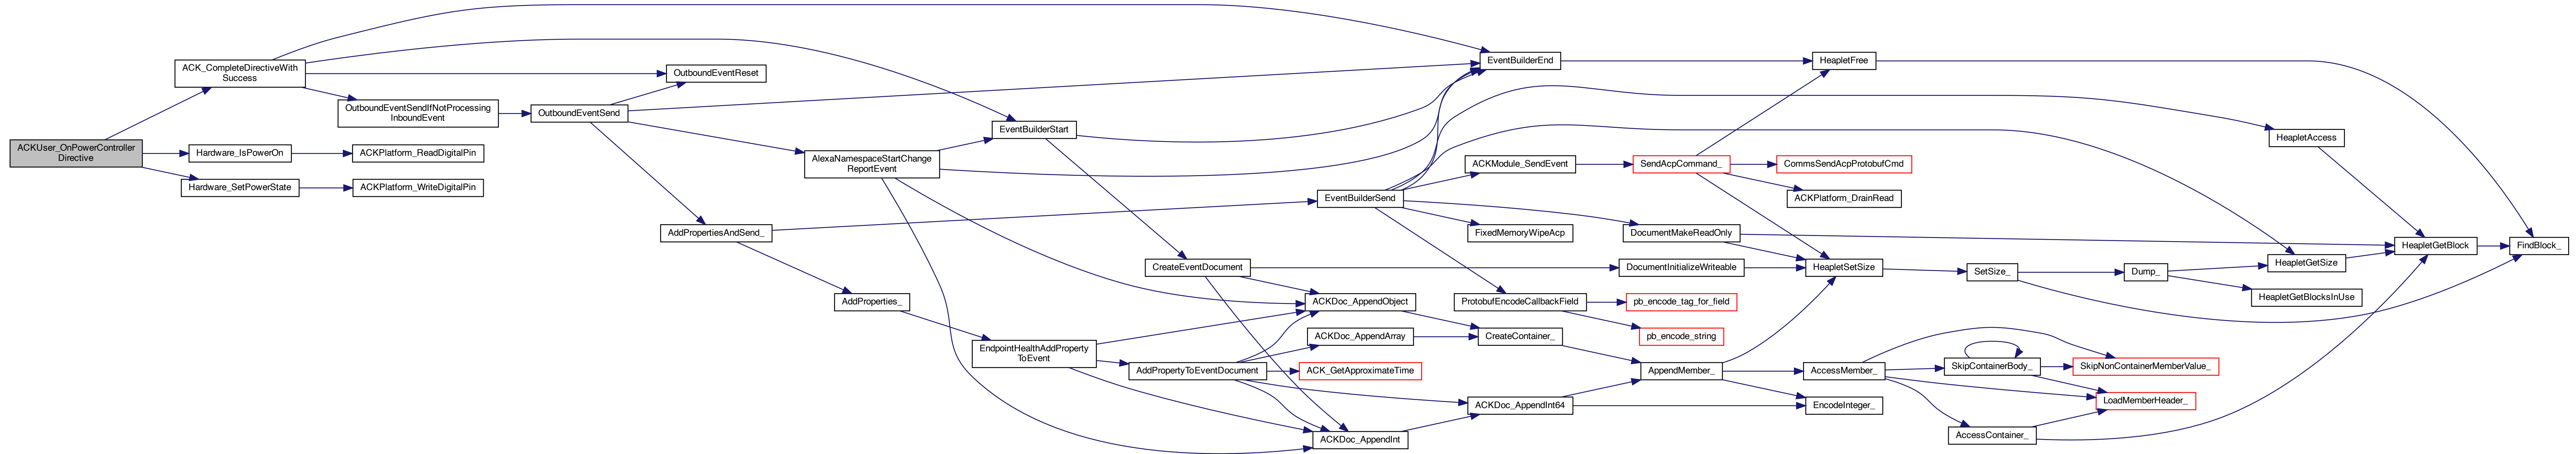 ACKUser_OnPowerController
Directive
ACK_CompleteDirectiveWith
Success
Hardware_IsPowerOn
Hardware_SetPowerState
OutboundEventSendIfNotProcessing
InboundEvent
ACKPlatform_ReadDigitalPin
ACKPlatform_WriteDigitalPin
OutboundEventReset
OutboundEventSend
AddPropertiesAndSend_
AlexaNamespaceStartChange
ReportEvent
AddProperties_
EventBuilderStart
EndpointHealthAddProperty
ToEvent
CreateEventDocument
AddPropertyToEventDocument
EventBuilderSend
ACKDoc_AppendObject
ACKDoc_AppendArray
ACK_GetApproximateTime
ACKDoc_AppendInt
EventBuilderEnd
ACKModule_SendEvent
FixedMemoryWipeAcp
ProtobufEncodeCallbackField
CreateContainer_
ACKDoc_AppendInt64
SendAcpCommand_
DocumentMakeReadOnly
DocumentInitializeWriteable
pb_encode_tag_for_field
pb_encode_string
AppendMember_
HeapletFree
CommsSendAcpProtobufCmd
ACKPlatform_DrainRead
HeapletSetSize
AccessMember_
EncodeInteger_
SetSize_
SkipContainerBody_
AccessContainer_
Dump_
SkipNonContainerMemberValue_
LoadMemberHeader_
HeapletAccess
HeapletGetSize
HeapletGetBlocksInUse
HeapletGetBlock
FindBlock_